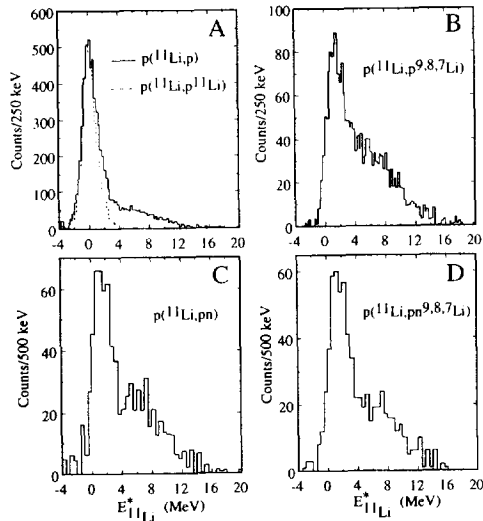 A
600
500
400
300
200
100
0
Counts/250 keV
p(¹¹Li,p)
p(¹¹Li,p¹¹Li)
-4 0 4 8 12 16 20
B
100
80
60
40
20
0
Counts/250 keV
p(¹¹Li,p⁹,⁸,⁷Li)
-4 0 4 8 12 16 20
C
60
40
20
0
Counts/500 keV
p(¹¹Li,pn)
-4 0 4 8 12 16 20
E*₁₁Li (MeV)
D
60
40
20
0
Counts/500 keV
p(¹¹Li,pn⁹,⁸,⁷Li)
-4 0 4 8 12 16 20
E*₁₁Li (MeV)